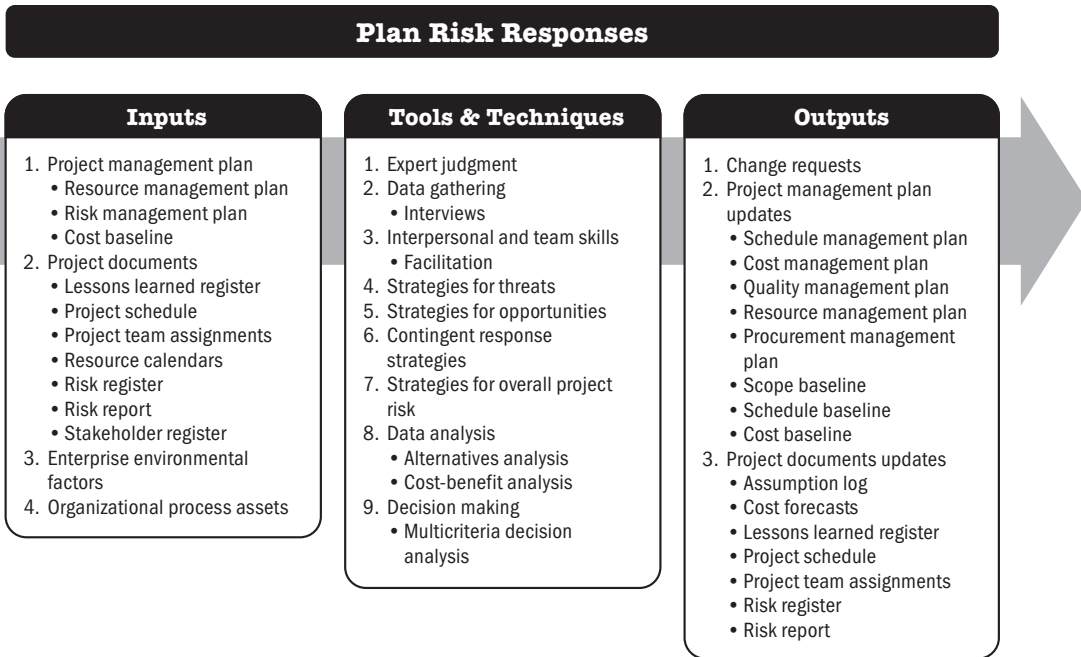 Plan Risk Responses
Inputs
1. Project management plan
• Resource management plan
• Risk management plan
• Cost baseline
2. Project documents
• Lessons learned register
• Project schedule
• Project team assignments
• Resource calendars
• Risk register
• Risk report
• Stakeholder register
3. Enterprise environmental
factors
4. Organizational process assets
Tools & Techniques
1. Expert judgment
2. Data gathering
• Interviews
3. Interpersonal and team skills
• Facilitation
4. Strategies for threats
5. Strategies for opportunities
6. Contingent response
strategies
7. Strategies for overall project
risk
8. Data analysis
• Alternatives analysis
• Cost-benefit analysis
9. Decision making
• Multicriteria decision
analysis
Outputs
1. Change requests
2. Project management plan
updates
• Schedule management plan
• Cost management plan
• Quality management plan
• Resource management plan
• Procurement management
plan
• Scope baseline
• Schedule baseline
• Cost baseline
3. Project documents updates
• Assumption log
• Cost forecasts
• Lessons learned register
• Project schedule
• Project team assignments
• Risk register
• Risk report